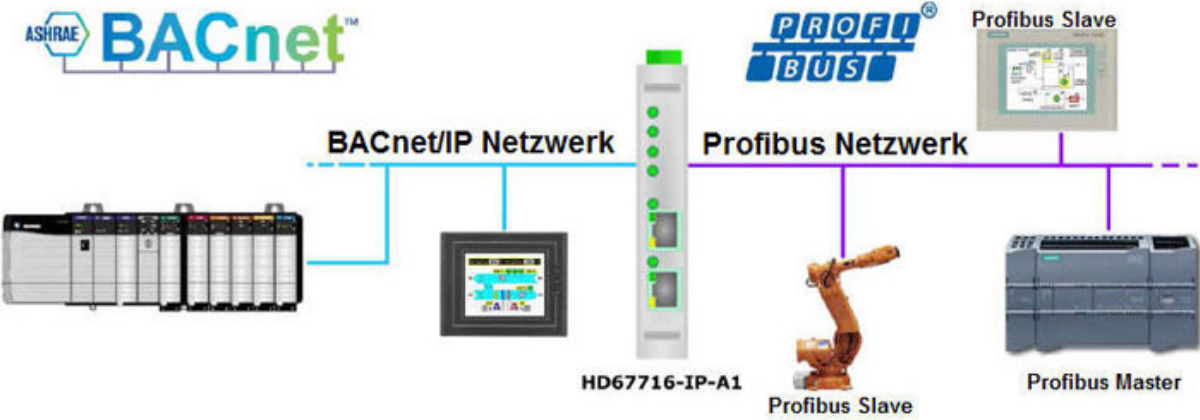 ASHRAE BACnet™
PROFI®
BUS
Profibus Slave
BACnet/IP Netzwerk
Profibus Netzwerk
HD67716-IP-A1
Profibus Slave
Profibus Master